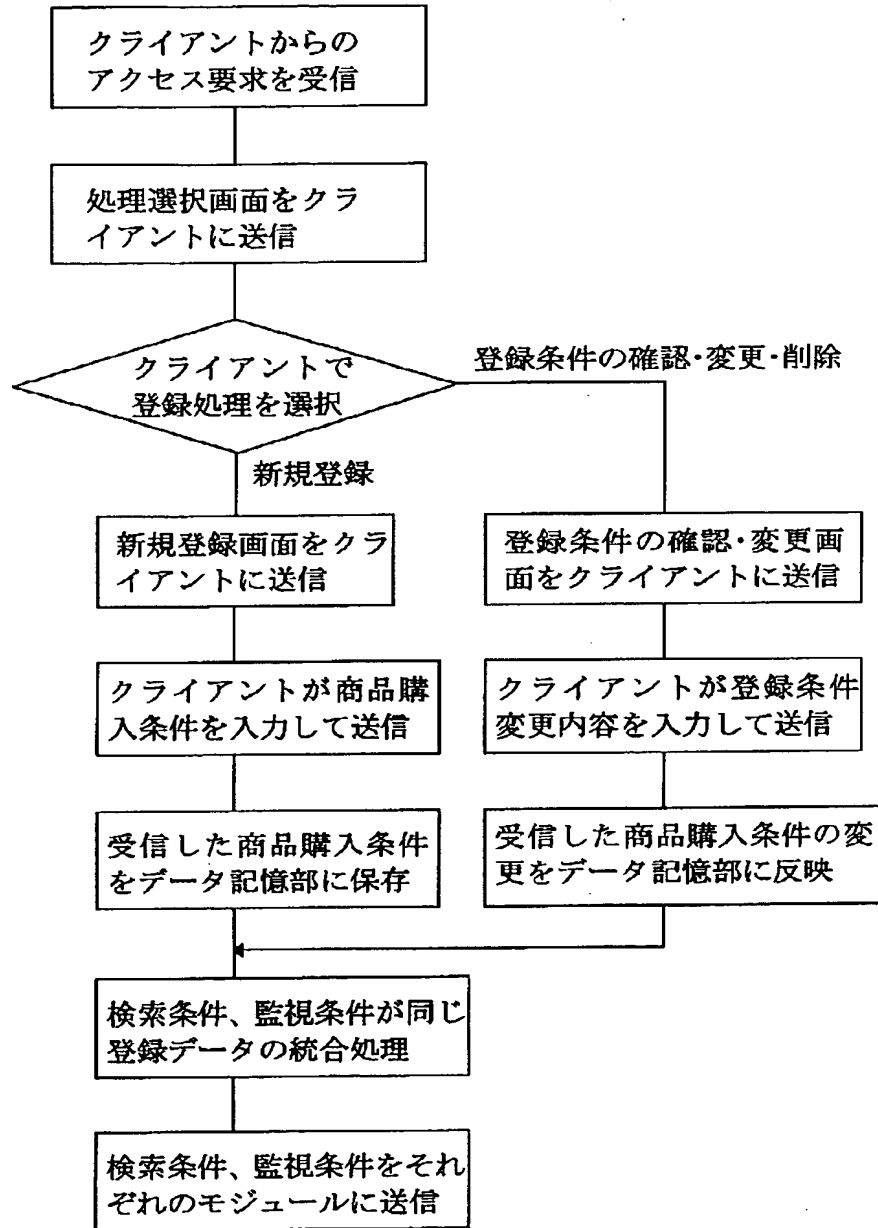 クライアントからの
アクセス要求を受信
処理選択画面をクラ
イアントに送信
クライアントで
登録処理を選択
登録条件の確認・変更・削除
新規登録
新規登録画面をクラ
イアントに送信
登録条件の確認・変更画
面をクライアントに送信
クライアントが商品購
入条件を入力して送信
クライアントが登録条件
変更内容を入力して送信
受信した商品購入条件
をデータ記憶部に保存
受信した商品購入条件の変
更をデータ記憶部に反映
検索条件、監視条件が同じ
登録データの統合処理
検索条件、監視条件をそれ
ぞれのモジュールに送信